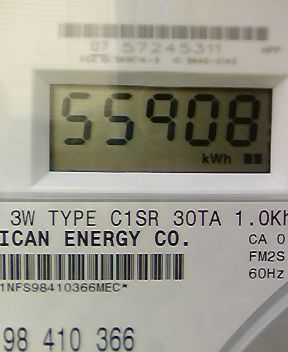 07 57245311
55908
kWh
3W TYPE C1SR 30TA 1.0Kh
ICAN ENERGY CO.
CA 0
FM2S
60Hz
1NFS98410366MEC*
98 410 366